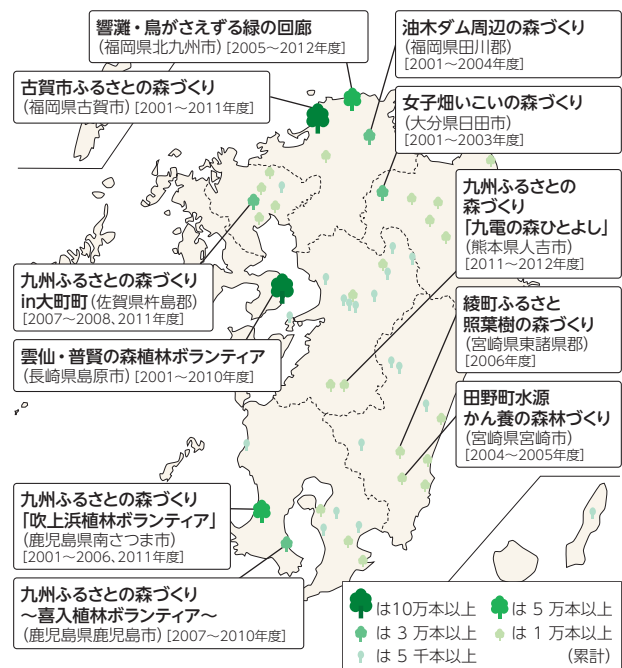 響灘・鳥がさえずる緑の回廊
(福岡県北九州市) [2005〜2012年度]
油木ダム周辺の森づくり
(福岡県田川郡)
[2001〜2004年度]
古賀市ふるさとの森づくり
(福岡県古賀市) [2001〜2011年度]
女子畑いこいの森づくり
(大分県日田市)
[2001〜2003年度]
九州ふるさとの
森づくり
「九電の森ひとよし」
(熊本県人吉市)
[2011〜2012年度]
九州ふるさとの森づくり
in大町町 (佐賀県杵島郡)
[2007〜2008、2011年度]
綾町ふるさと
照葉樹の森づくり
(宮崎県東諸県郡)
[2006年度]
雲仙・普賢の森植林ボランティア
(長崎県島原市) [2001〜2010年度]
田野町水源
かん養の森林づくり
(宮崎県宮崎市)
[2004〜2005年度]
九州ふるさとの森づくり
「吹上浜植林ボランティア」
(鹿児島県南さつま市)
[2001〜2006、2011年度]
九州ふるさとの森づくり
〜喜入植林ボランティア〜
(鹿児島県鹿児島市) [2007〜2010年度]
は10万本以上 は 5 万本以上
は 3 万本以上 は 1 万本以上
は 5 千本以上 (累計)